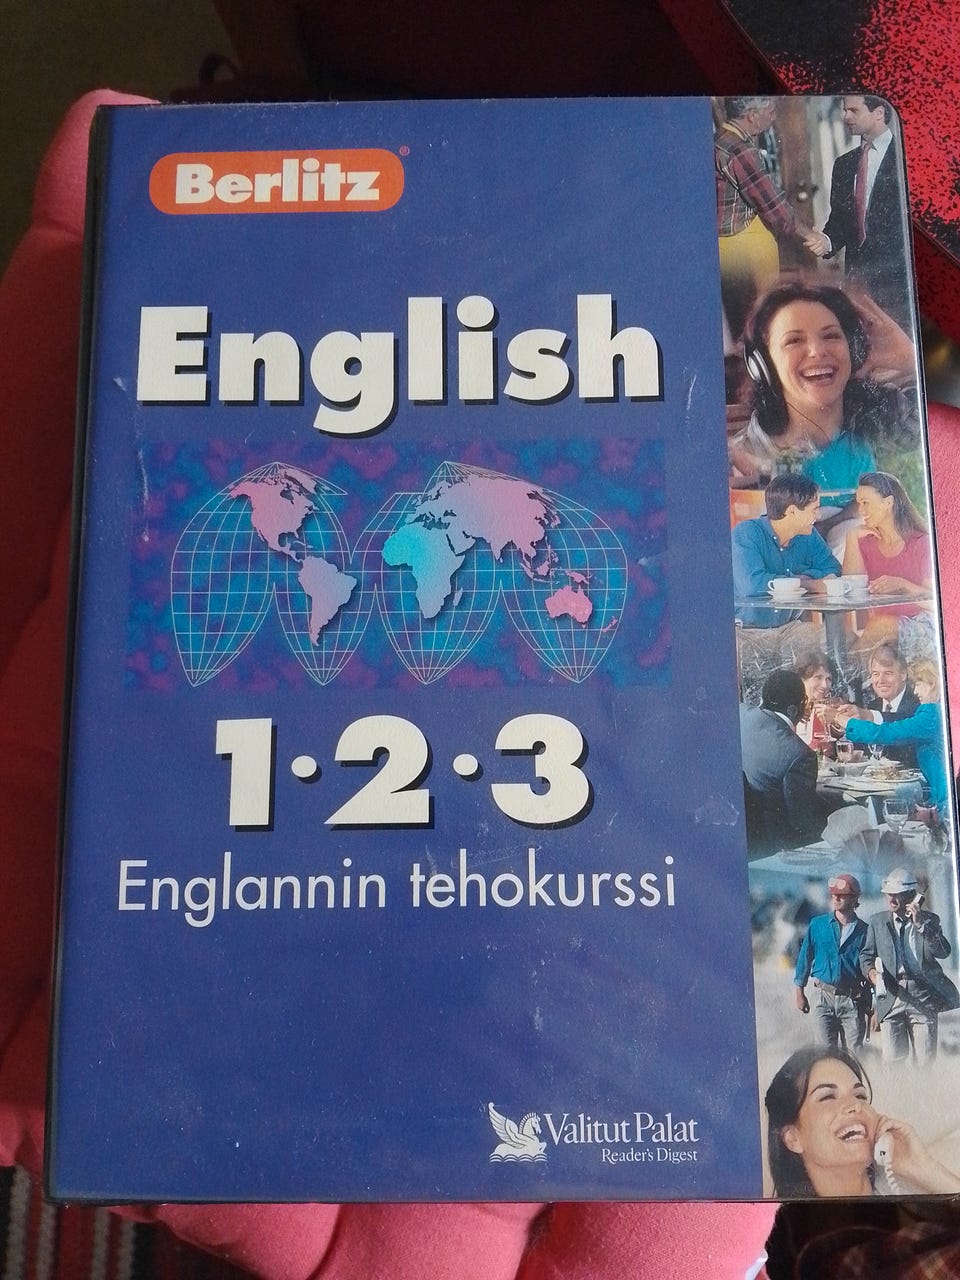 Berlitz®
English
1·2·3
Englannin tehokurssi
Valitut Palat
Reader's Digest